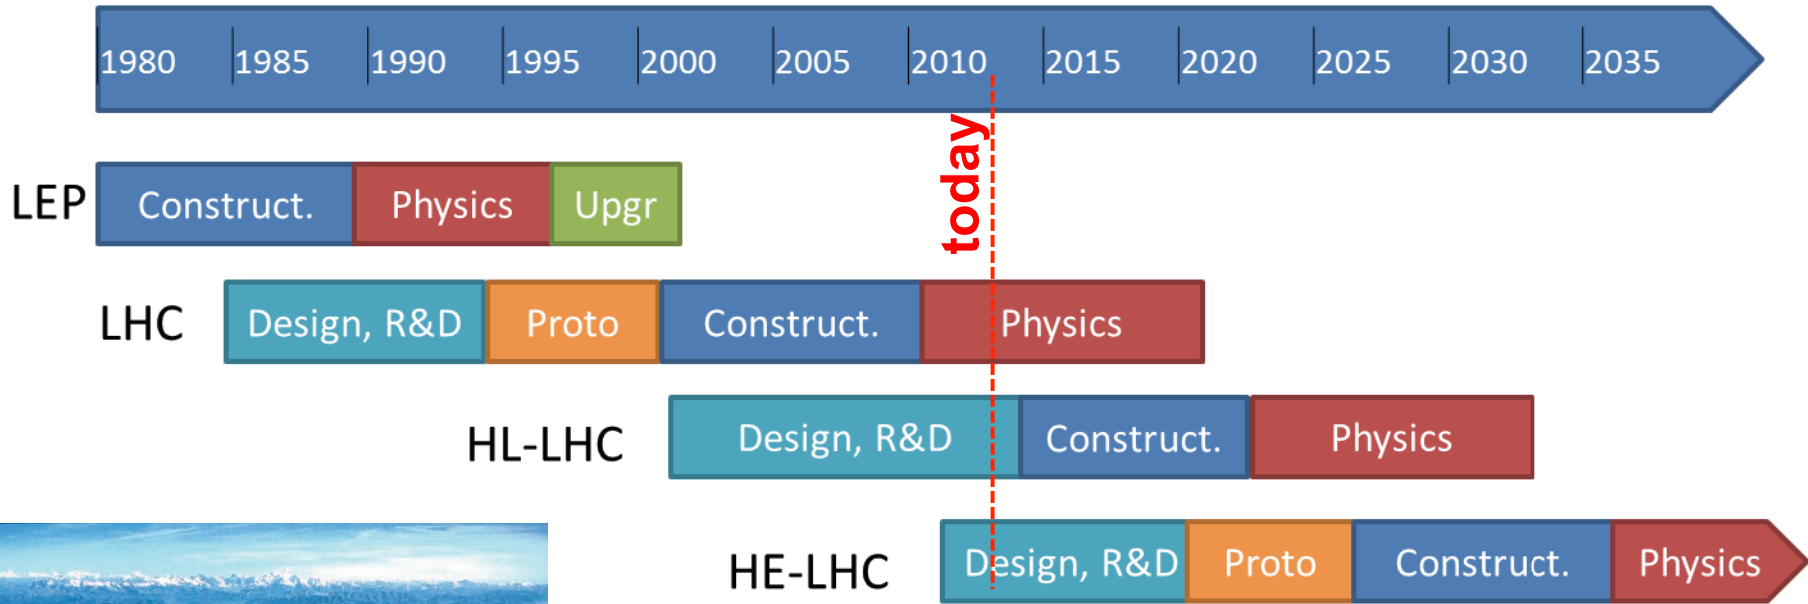 1980 1985 1990 1995 2000 2005 2010 2015 2020 2025 2030 2035
today
LEP Construct. Physics Upgr
LHC Design, R&D Proto Construct. Physics
HL-LHC Design, R&D Construct. Physics
HE-LHC Design, R&D Proto Construct. Physics